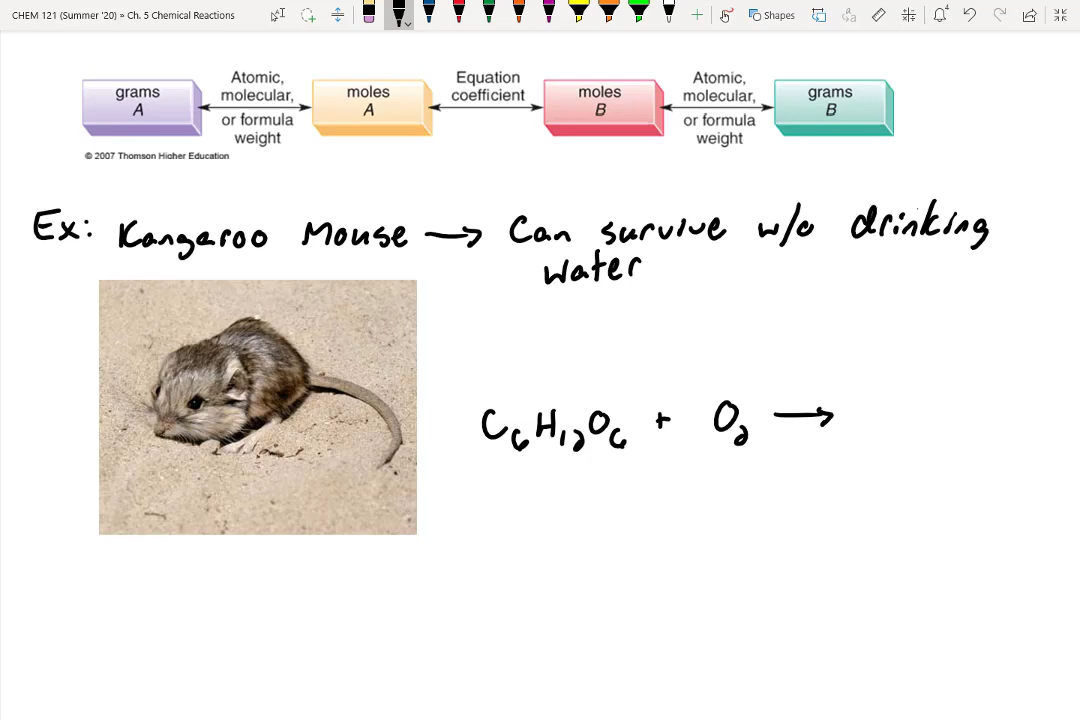 CHEM 121 (Summer '20) » Ch. 5 Chemical Reactions
Shapes
4
grams A
Atomic, molecular, or formula weight
moles A
Equation coefficient
moles B
Atomic, molecular, or formula weight
grams B
© 2007 Thomson Higher Education
Ex: Kangaroo Mouse → Can survive w/o drinking
water
C₆H₁₂O₆ + O₂ →